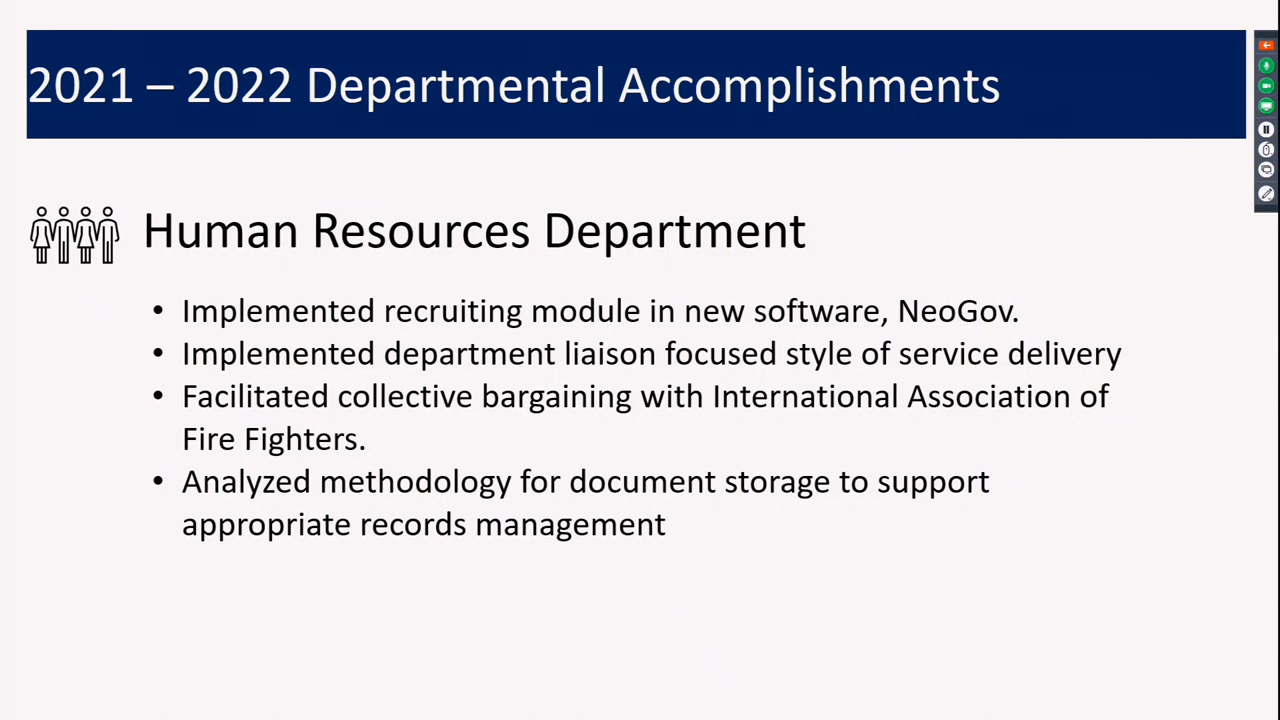 2021 – 2022 Departmental Accomplishments
Human Resources Department
• Implemented recruiting module in new software, NeoGov.
• Implemented department liaison focused style of service delivery
• Facilitated collective bargaining with International Association of
Fire Fighters.
• Analyzed methodology for document storage to support
appropriate records management